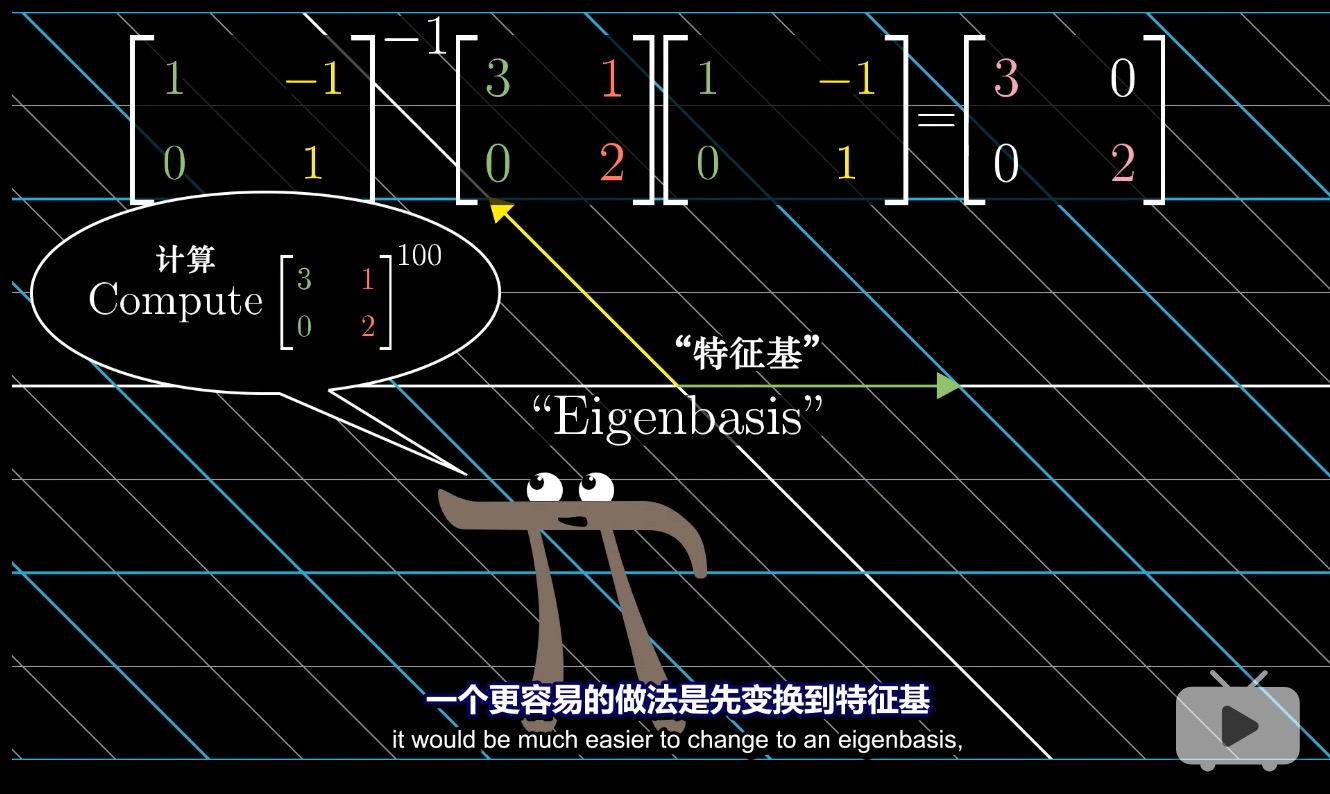 [1 −1; 0 1]^{−1} [3 1; 0 2] [1 −1; 0 1] = [3 0; 0 2]
计算
Compute [3 1; 0 2]^{100}
“特征基”
“Eigenbasis”
一个更容易的做法是先变换到特征基
it would be much easier to change to an eigenbasis,